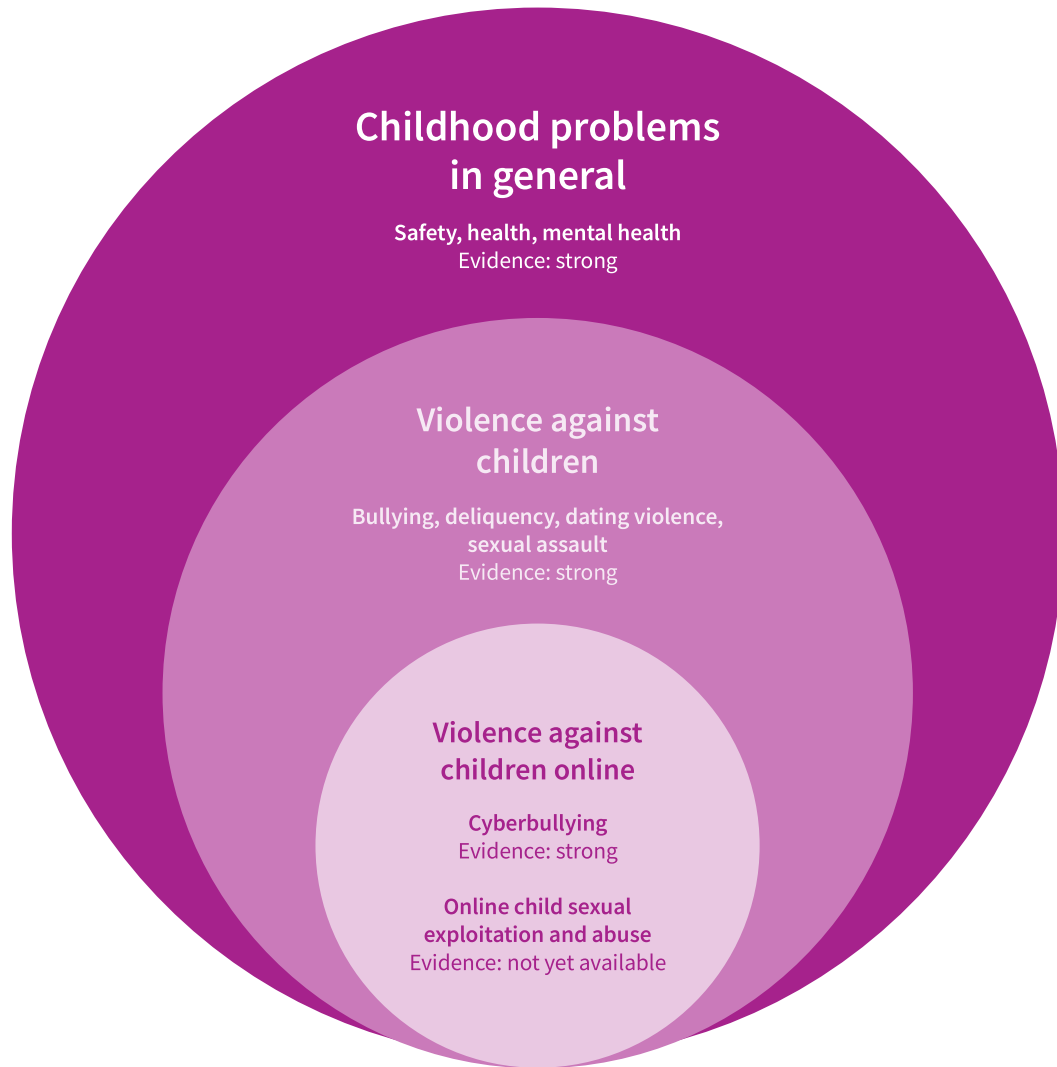 Childhood problems
in general
Safety, health, mental health
Evidence: strong
Violence against
children
Bullying, deliquency, dating violence,
sexual assault
Evidence: strong
Violence against
children online
Cyberbullying
Evidence: strong
Online child sexual
exploitation and abuse
Evidence: not yet available